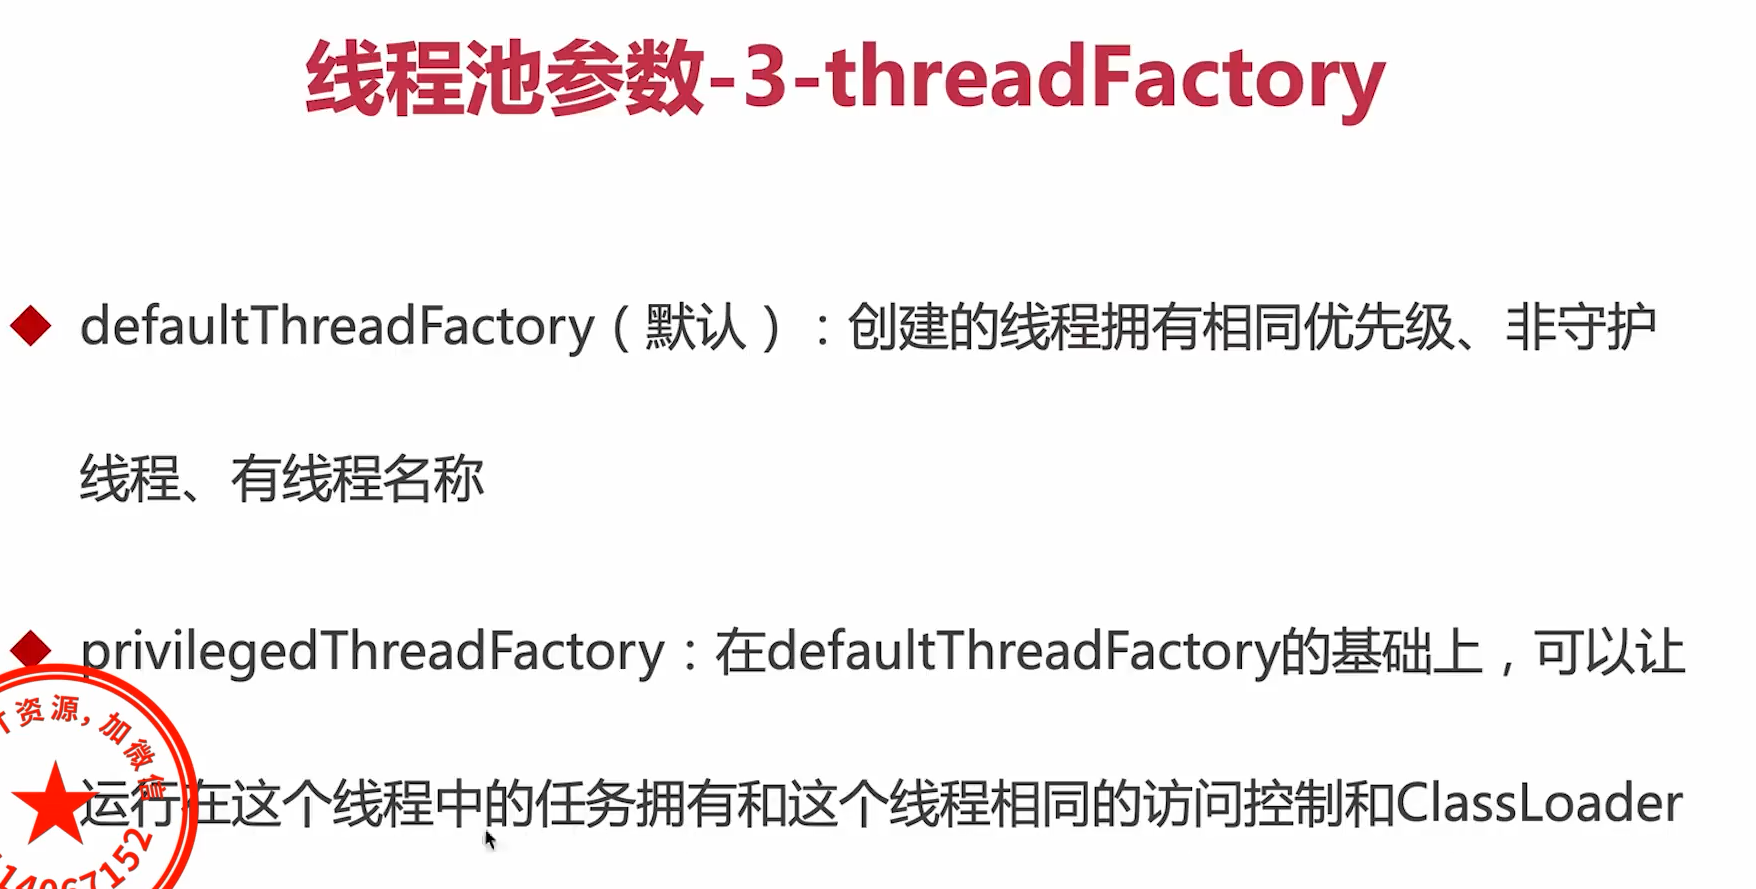 线程池参数-3-threadFactory
defaultThreadFactory（默认）：创建的线程拥有相同优先级、非守护
线程、有线程名称
privilegedThreadFactory：在defaultThreadFactory的基础上，可以让
运行在这个线程中的任务拥有和这个线程相同的访问控制和ClassLoader
资源，加微信